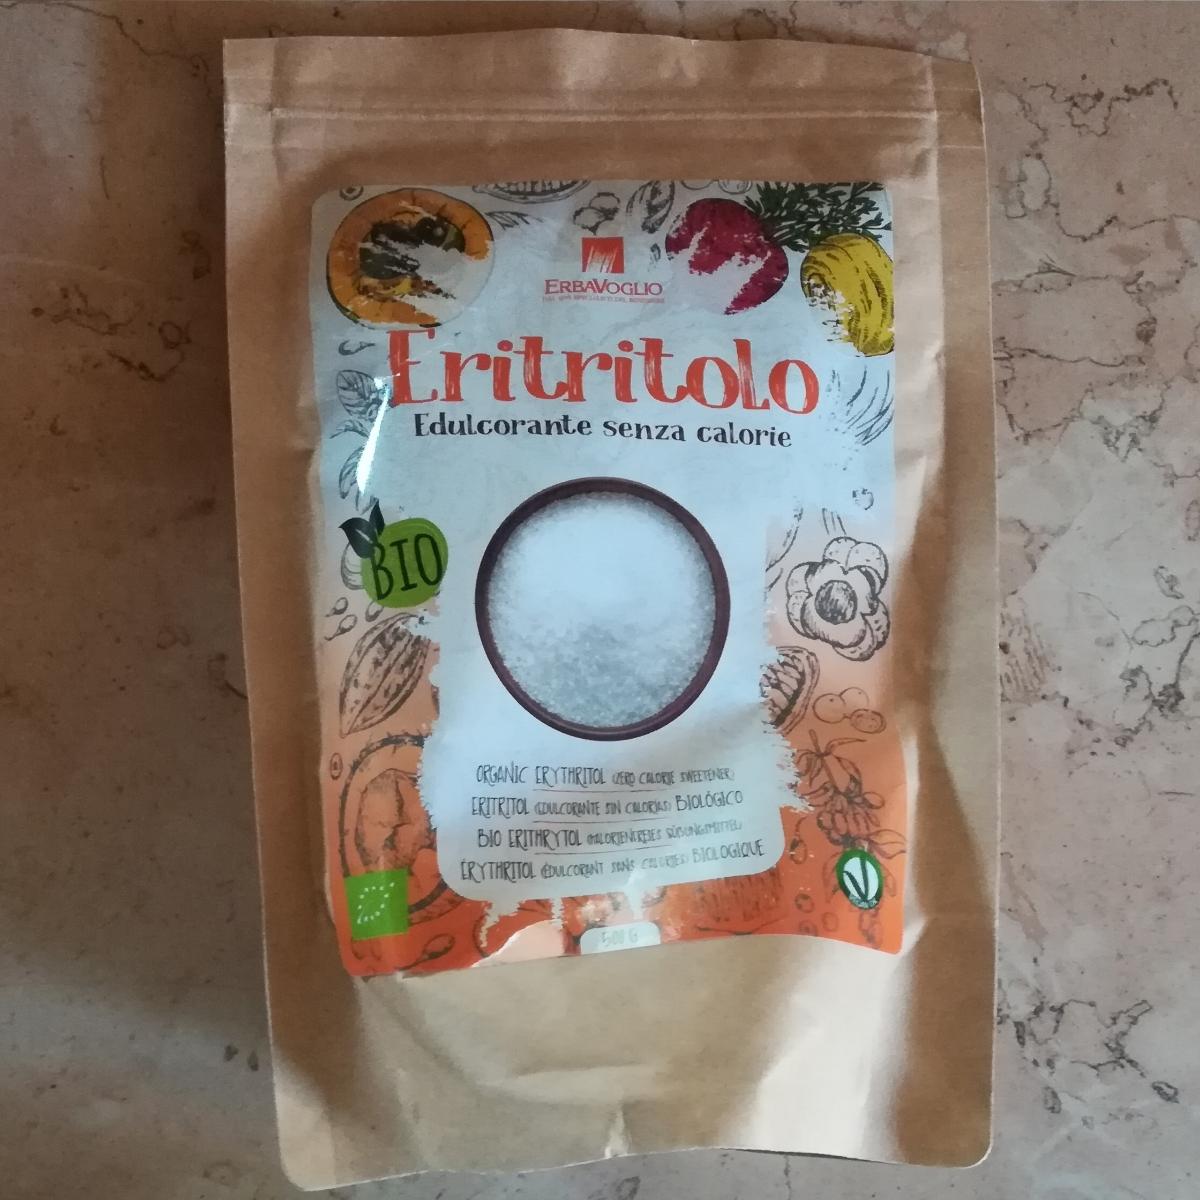 ERBAVOGLIO
Eritritolo
Edulcorante senza calorie
BIO
ORGANIC ERYTHRITOL (ZERO CALORIE SWEETENER)
ERITRITOL (EDULCORANTE SIN CALORIAS) BIOLÓGICO
BIO ERITHRYTOL (KALORIENFREIES SÜßUNGSMITTEL)
ÉRYTHRITOL (ÉDULCORANT SANS CALORIES) BIOLOGIQUE
500 G